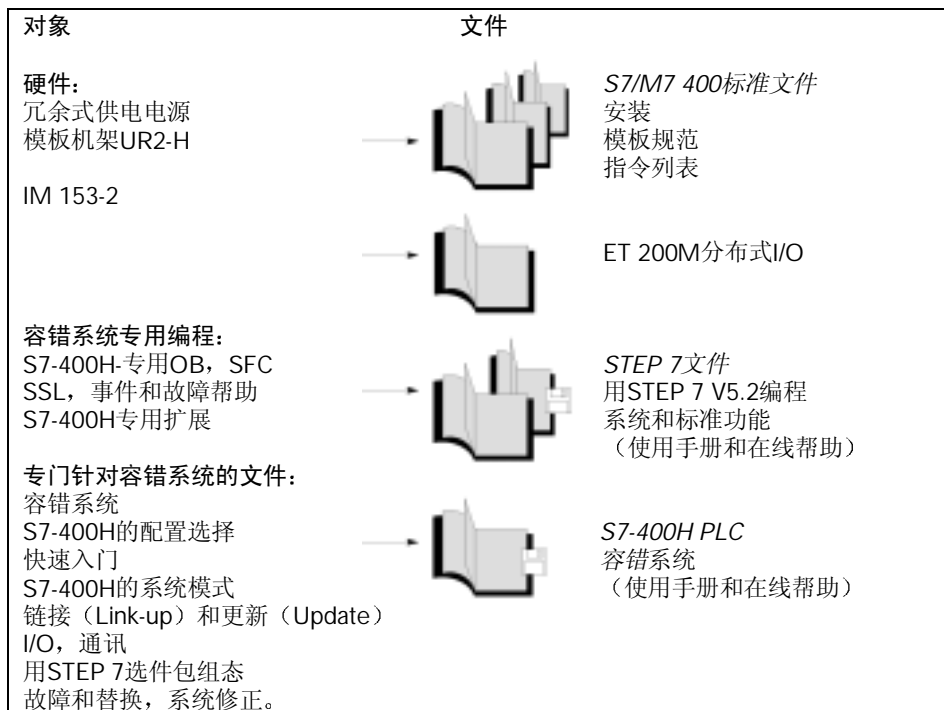 对象 文件
硬件：
冗余式供电电源
模板机架UR2-H
IM 153-2
S7/M7 400标准文件
安装
模板规范
指令列表
ET 200M分布式I/O
容错系统专用编程：
S7-400H-专用OB，SFC
SSL，事件和故障帮助
S7-400H专用扩展
STEP 7文件
用STEP 7 V5.2编程
系统和标准功能
（使用手册和在线帮助）
专门针对容错系统的文件：
容错系统
S7-400H的配置选择
快速入门
S7-400H的系统模式
链接（Link-up）和更新（Update）
I/O，通讯
用STEP 7选件包组态
故障和替换，系统修正。
S7-400H PLC
容错系统
（使用手册和在线帮助）